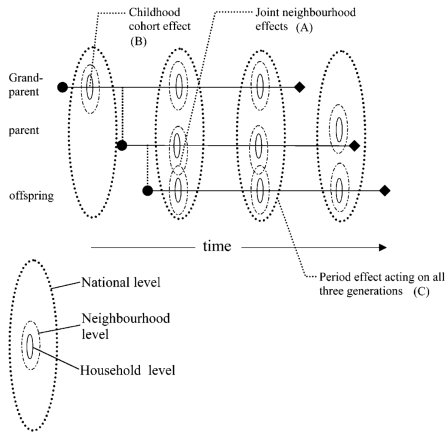 Childhood
cohort effect
(B)
Joint neighbourhood
effects (A)
Grand-
parent
parent
offspring
time
Period effect acting on all
three generations (C)
National level
Neighbourhood
level
Household level